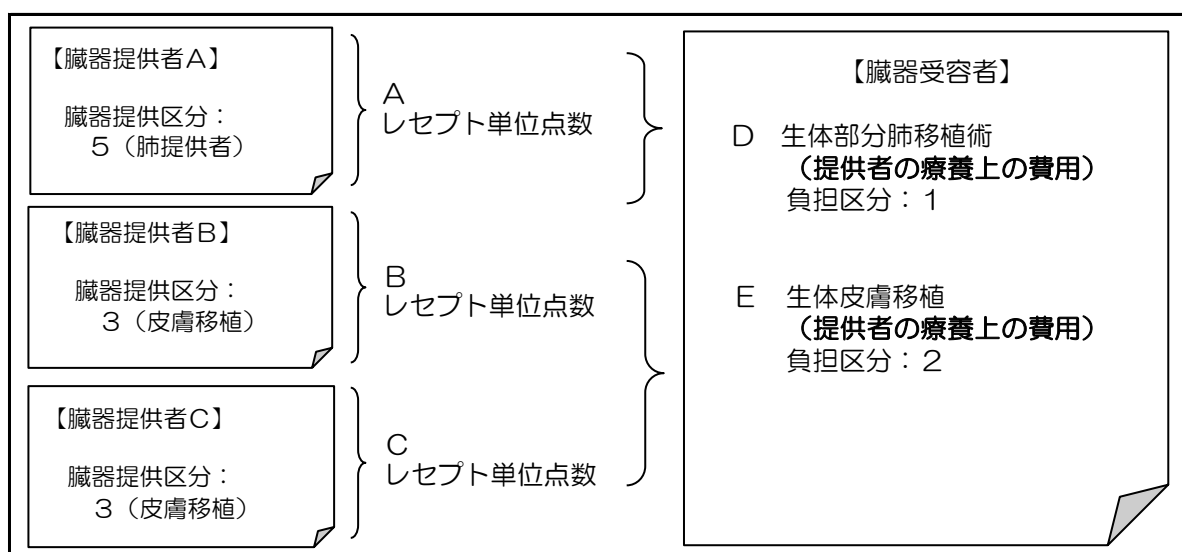 【臓器提供者A】
臓器提供区分：
5（肺提供者）
A
レセプト単位点数
【臓器提供者B】
臓器提供区分：
3（皮膚移植）
B
レセプト単位点数
【臓器提供者C】
臓器提供区分：
3（皮膚移植）
C
レセプト単位点数
【臓器受容者】
D 生体部分肺移植術
（提供者の療養上の費用）
負担区分：1
E 生体皮膚移植
（提供者の療養上の費用）
負担区分：2